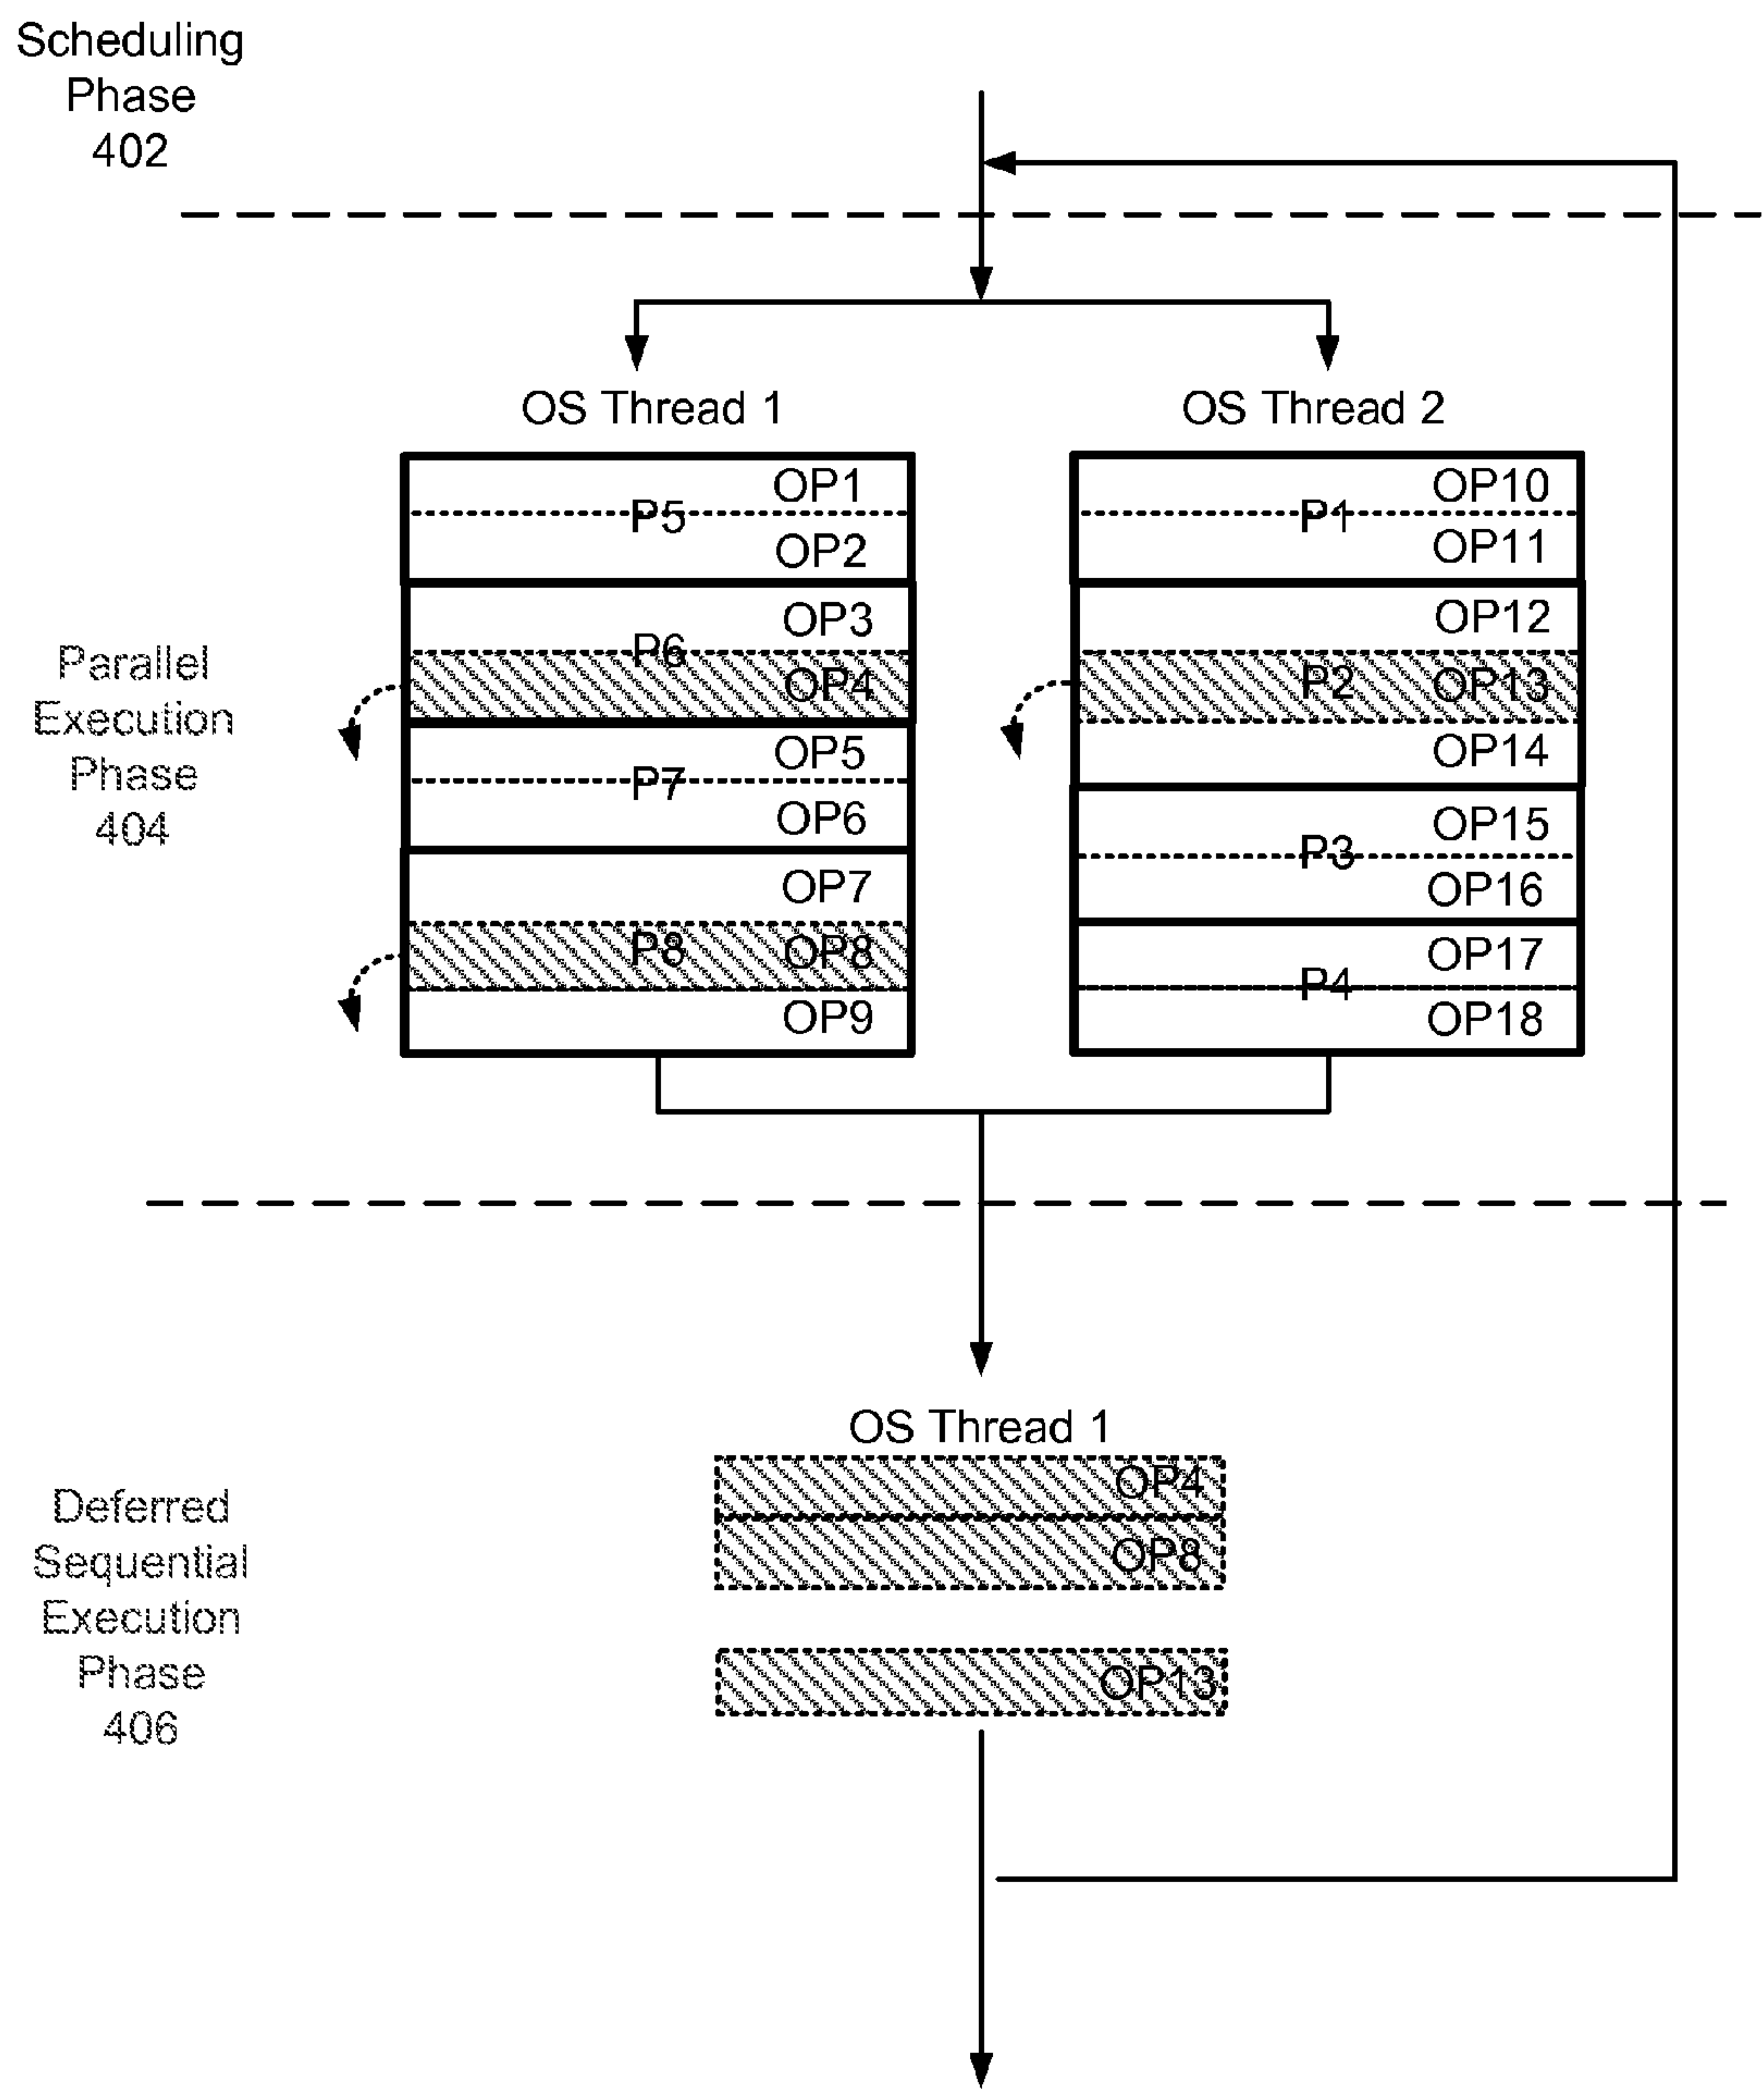 Scheduling
Phase
402
OS Thread 1
OS Thread 2
OP1
P5
OP2
OP3
P6
OP4
OP5
P7
OP6
OP7
P8
OP8
OP9
OP10
P1
OP11
OP12
P2
OP13
OP14
OP15
P3
OP16
OP17
P4
OP18
Parallel
Execution
Phase
404
OS Thread 1
OP4
OP8
OP13
Deferred
Sequential
Execution
Phase
406